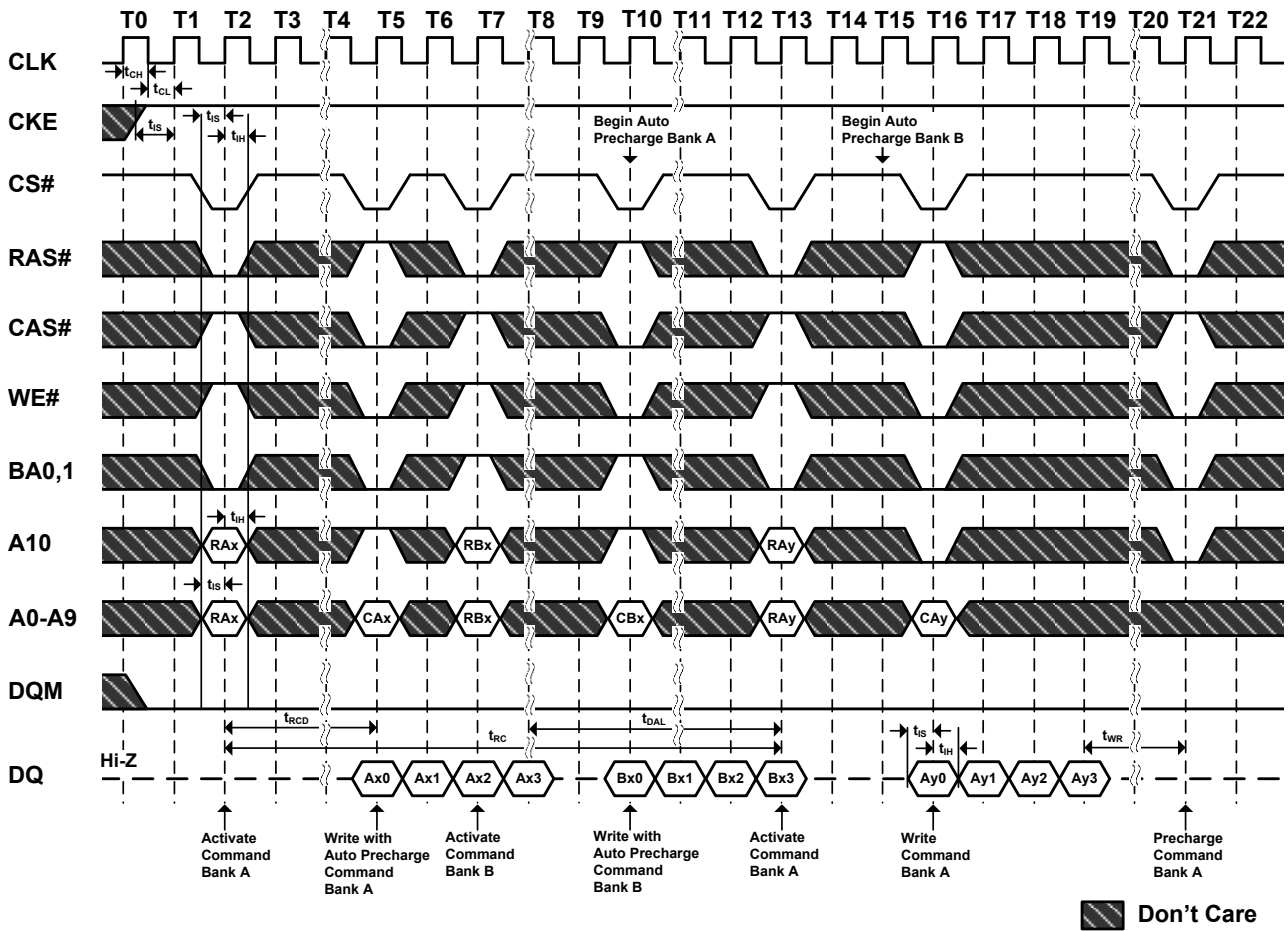 T0 T1 T2 T3 T4 T5 T6 T7 T8 T9 T10 T11 T12 T13 T14 T15 T16 T17 T18 T19 T20 T21 T22
CLK
tCH
tCL
CKE
tIS
tIS
tIH
Begin Auto
Precharge Bank A
Begin Auto
Precharge Bank B
CS#
RAS#
CAS#
WE#
BA0,1
tIH
A10
RAx RBx RAy
tIS
A0-A9
RAx CAx RBx CBx RAy CAy
DQM
tRCD
tDAL
tRC
tIS
tIH
tWR
DQ
Hi-Z
Ax0 Ax1 Ax2 Ax3 Bx0 Bx1 Bx2 Bx3 Ay0 Ay1 Ay2 Ay3
Activate
Command
Bank A
Write with
Auto Precharge
Command
Bank A
Activate
Command
Bank B
Write with
Auto Precharge
Command
Bank B
Activate
Command
Bank A
Write
Command
Bank A
Precharge
Command
Bank A
Don't Care